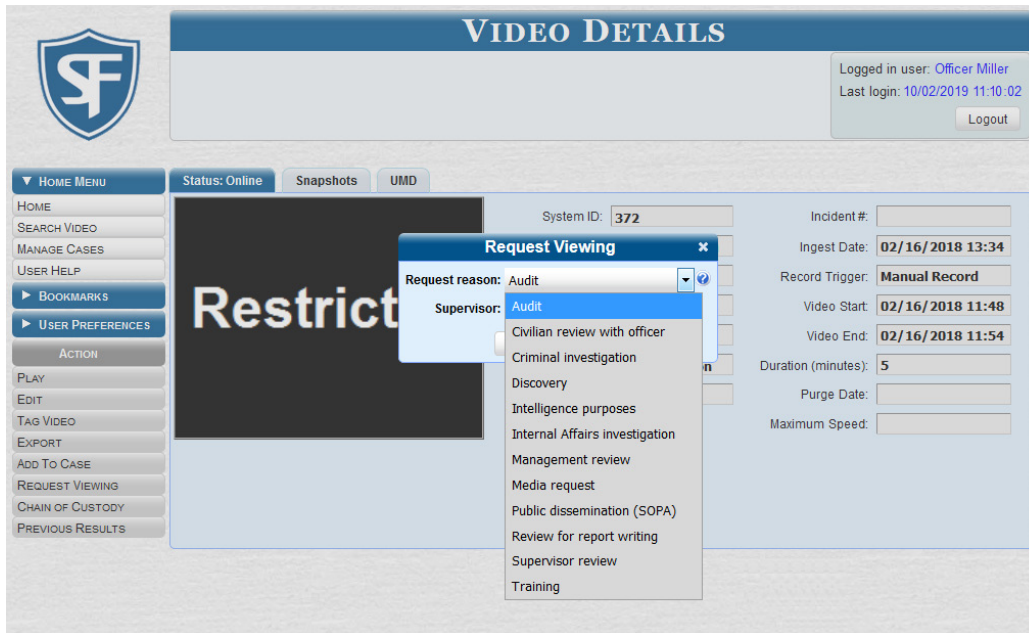 VIDEO DETAILS
SF
Logged in user: Officer Miller
Last login: 10/02/2019 11:10:02
Logout
▼ HOME MENU
HOME
SEARCH VIDEO
MANAGE CASES
USER HELP
► BOOKMARKS
► USER PREFERENCES
ACTION
PLAY
EDIT
TAG VIDEO
EXPORT
ADD TO CASE
REQUEST VIEWING
CHAIN OF CUSTODY
PREVIOUS RESULTS
Status: Online Snapshots UMD
Restrict
System ID: 372
Request Viewing ×
Request reason: Audit ?
Supervisor:
Audit
Civilian review with officer
Criminal investigation
Discovery
Intelligence purposes
Internal Affairs investigation
Management review
Media request
Public dissemination (SOPA)
Review for report writing
Supervisor review
Training
Incident #:
Ingest Date: 02/16/2018 13:34
Record Trigger: Manual Record
Video Start: 02/16/2018 11:48
Video End: 02/16/2018 11:54
Duration (minutes): 5
Purge Date:
Maximum Speed: